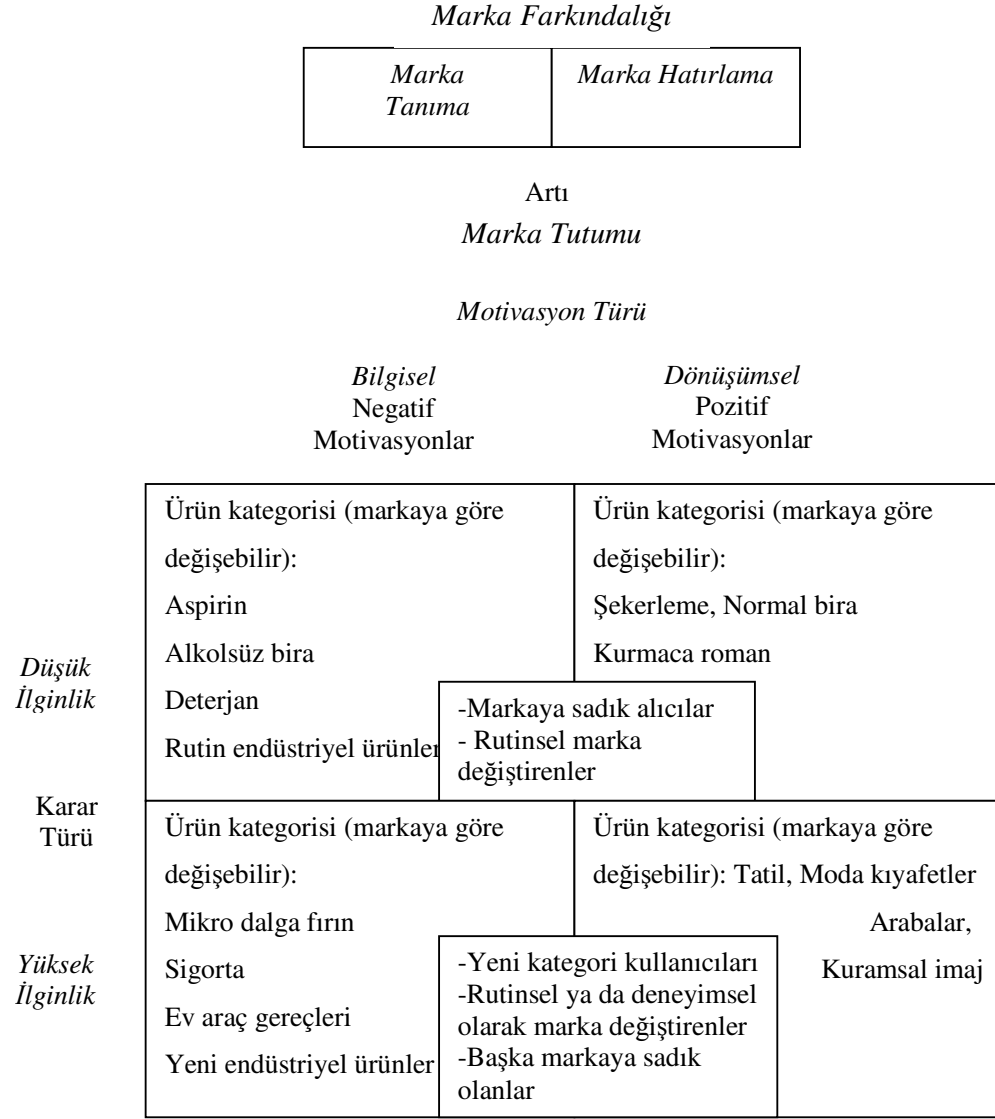 Marka Farkındalığı
Marka
Tanıma
Marka Hatırlama
Artı
Marka Tutumu
Motivasyon Türü
Bilgisel
Negatif
Motivasyonlar
Dönüşümsel
Pozitif
Motivasyonlar
Karar
Türü
Düşük
İlginlik
Ürün kategorisi (markaya göre
değişebilir):
Aspirin
Alkolsüz bira
Deterjan
Rutin endüstriyel ürünler
Ürün kategorisi (markaya göre
değişebilir):
Şekerleme, Normal bira
Kurmaca roman
-Markaya sadık alıcılar
- Rutinsel marka
değiştirenler
Yüksek
İlginlik
Ürün kategorisi (markaya göre
değişebilir):
Mikro dalga fırın
Sigorta
Ev araç gereçleri
Yeni endüstriyel ürünler
Ürün kategorisi (markaya göre
değişebilir): Tatil, Moda kıyafetler
Arabalar,
Kuramsal imaj
-Yeni kategori kullanıcıları
-Rutinsel ya da deneyimsel
olarak marka değiştirenler
-Başka markaya sadık
olanlar